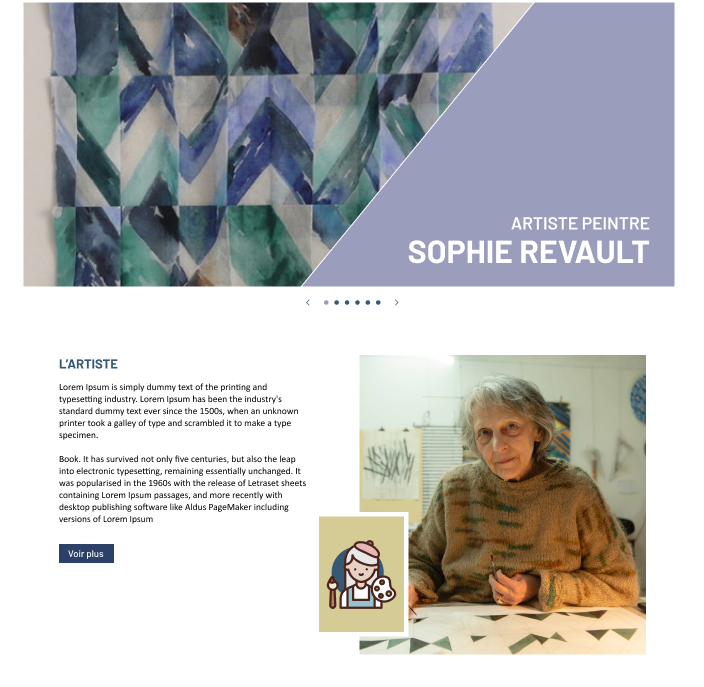 ARTISTE PEINTRE
SOPHIE REVAULT
L'ARTISTE
Lorem Ipsum is simply dummy text of the printing and
typesetting industry. Lorem Ipsum has been the industry's
standard dummy text ever since the 1500s, when an unknown
printer took a galley of type and scrambled it to make a type
specimen.
Book. It has survived not only five centuries, but also the leap
into electronic typesetting, remaining essentially unchanged. It
was popularised in the 1960s with the release of Letraset sheets
containing Lorem Ipsum passages, and more recently with
desktop publishing software like Aldus PageMaker including
versions of Lorem Ipsum
Voir plus